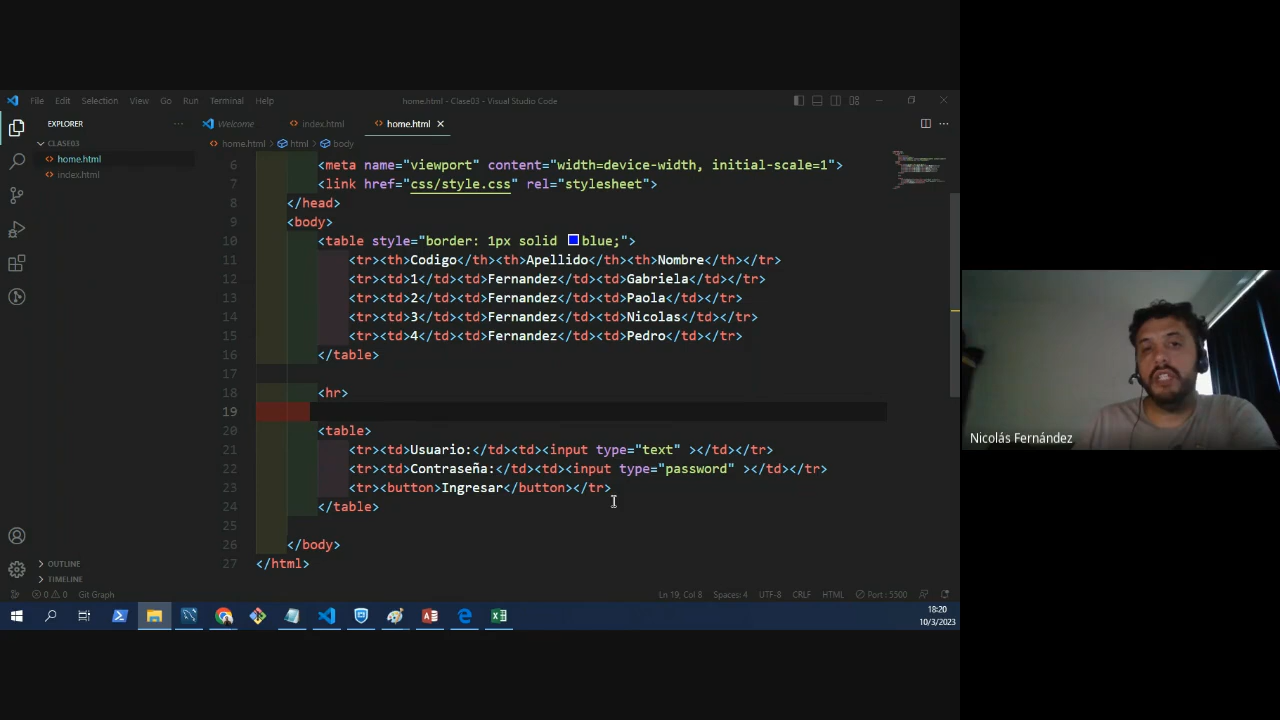 File Edit Selection View Go Run Terminal Help
home.html - Clase03 - Visual Studio Code
EXPLORER
CLASE03
home.html
index.html
OUTLINE
TIMELINE
Welcome index.html home.html
home.html html body
6 <meta name="viewport" content="width=device-width, initial-scale=1">
7 <link href="css/style.css" rel="stylesheet">
8 </head>
9 <body>
10 <table style="border: 1px solid blue;">
11 <tr><th>Codigo</th><th>Apellido</th><th>Nombre</th></tr>
12 <tr><td>1</td><td>Fernandez</td><td>Gabriela</td></tr>
13 <tr><td>2</td><td>Fernandez</td><td>Paola</td></tr>
14 <tr><td>3</td><td>Fernandez</td><td>Nicolas</td></tr>
15 <tr><td>4</td><td>Fernandez</td><td>Pedro</td></tr>
16 </table>
17
18 <hr>
19
20 <table>
21 <tr><td>Usuario:</td><td><input type="text" ></td></tr>
22 <tr><td>Contraseña:</td><td><input type="password" ></td></tr>
23 <tr><button>Ingresar</button></tr>
24 </table>
25
26 </body>
27 </html>
0 0 Git Graph
Ln 19, Col 8 Spaces: 4 UTF-8 CRLF HTML Port : 5500
18:20
10/3/2023
Nicolás Fernández